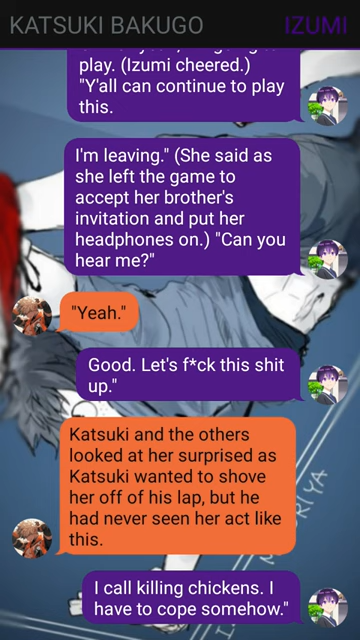 KATSUKI BAKUGO
IZUMI
play. (Izumi cheered.)
"Y'all can continue to play
this.
I'm leaving." (She said as
she left the game to
accept her brother's
invitation and put her
headphones on.) "Can you
hear me?"
"Yeah."
Good. Let's f*ck this shit
up."
Katsuki and the others
looked at her surprised as
Katsuki wanted to shove
her off of his lap, but he
had never seen her act like
this.
I call killing chickens. I
have to cope somehow."